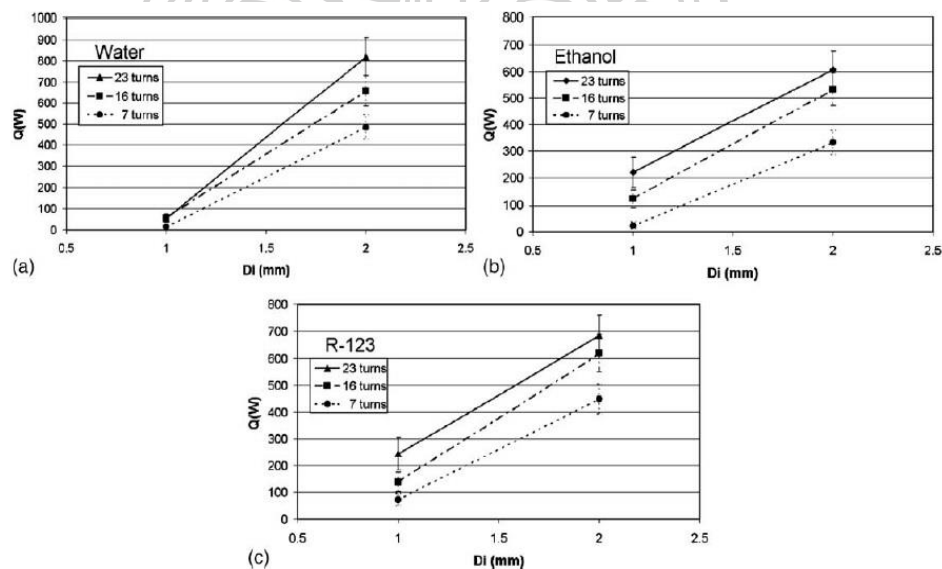 1000
900
800
700
600
500
400
300
200
100
0
Q(W)
Water
23 turns
16 turns
7 turns
0.5 1 1.5 2 2.5
Di (mm)
(a)
800
700
600
500
400
300
200
100
0
Q(W)
Ethanol
23 turns
16 turns
7 turns
0.5 1 1.5 2 2.5
Di (mm)
(b)
800
700
600
500
400
300
200
100
0
Q(W)
R-123
23 turns
16 turns
7 turns
0.5 1 1.5 2 2.5
Di (mm)
(c)